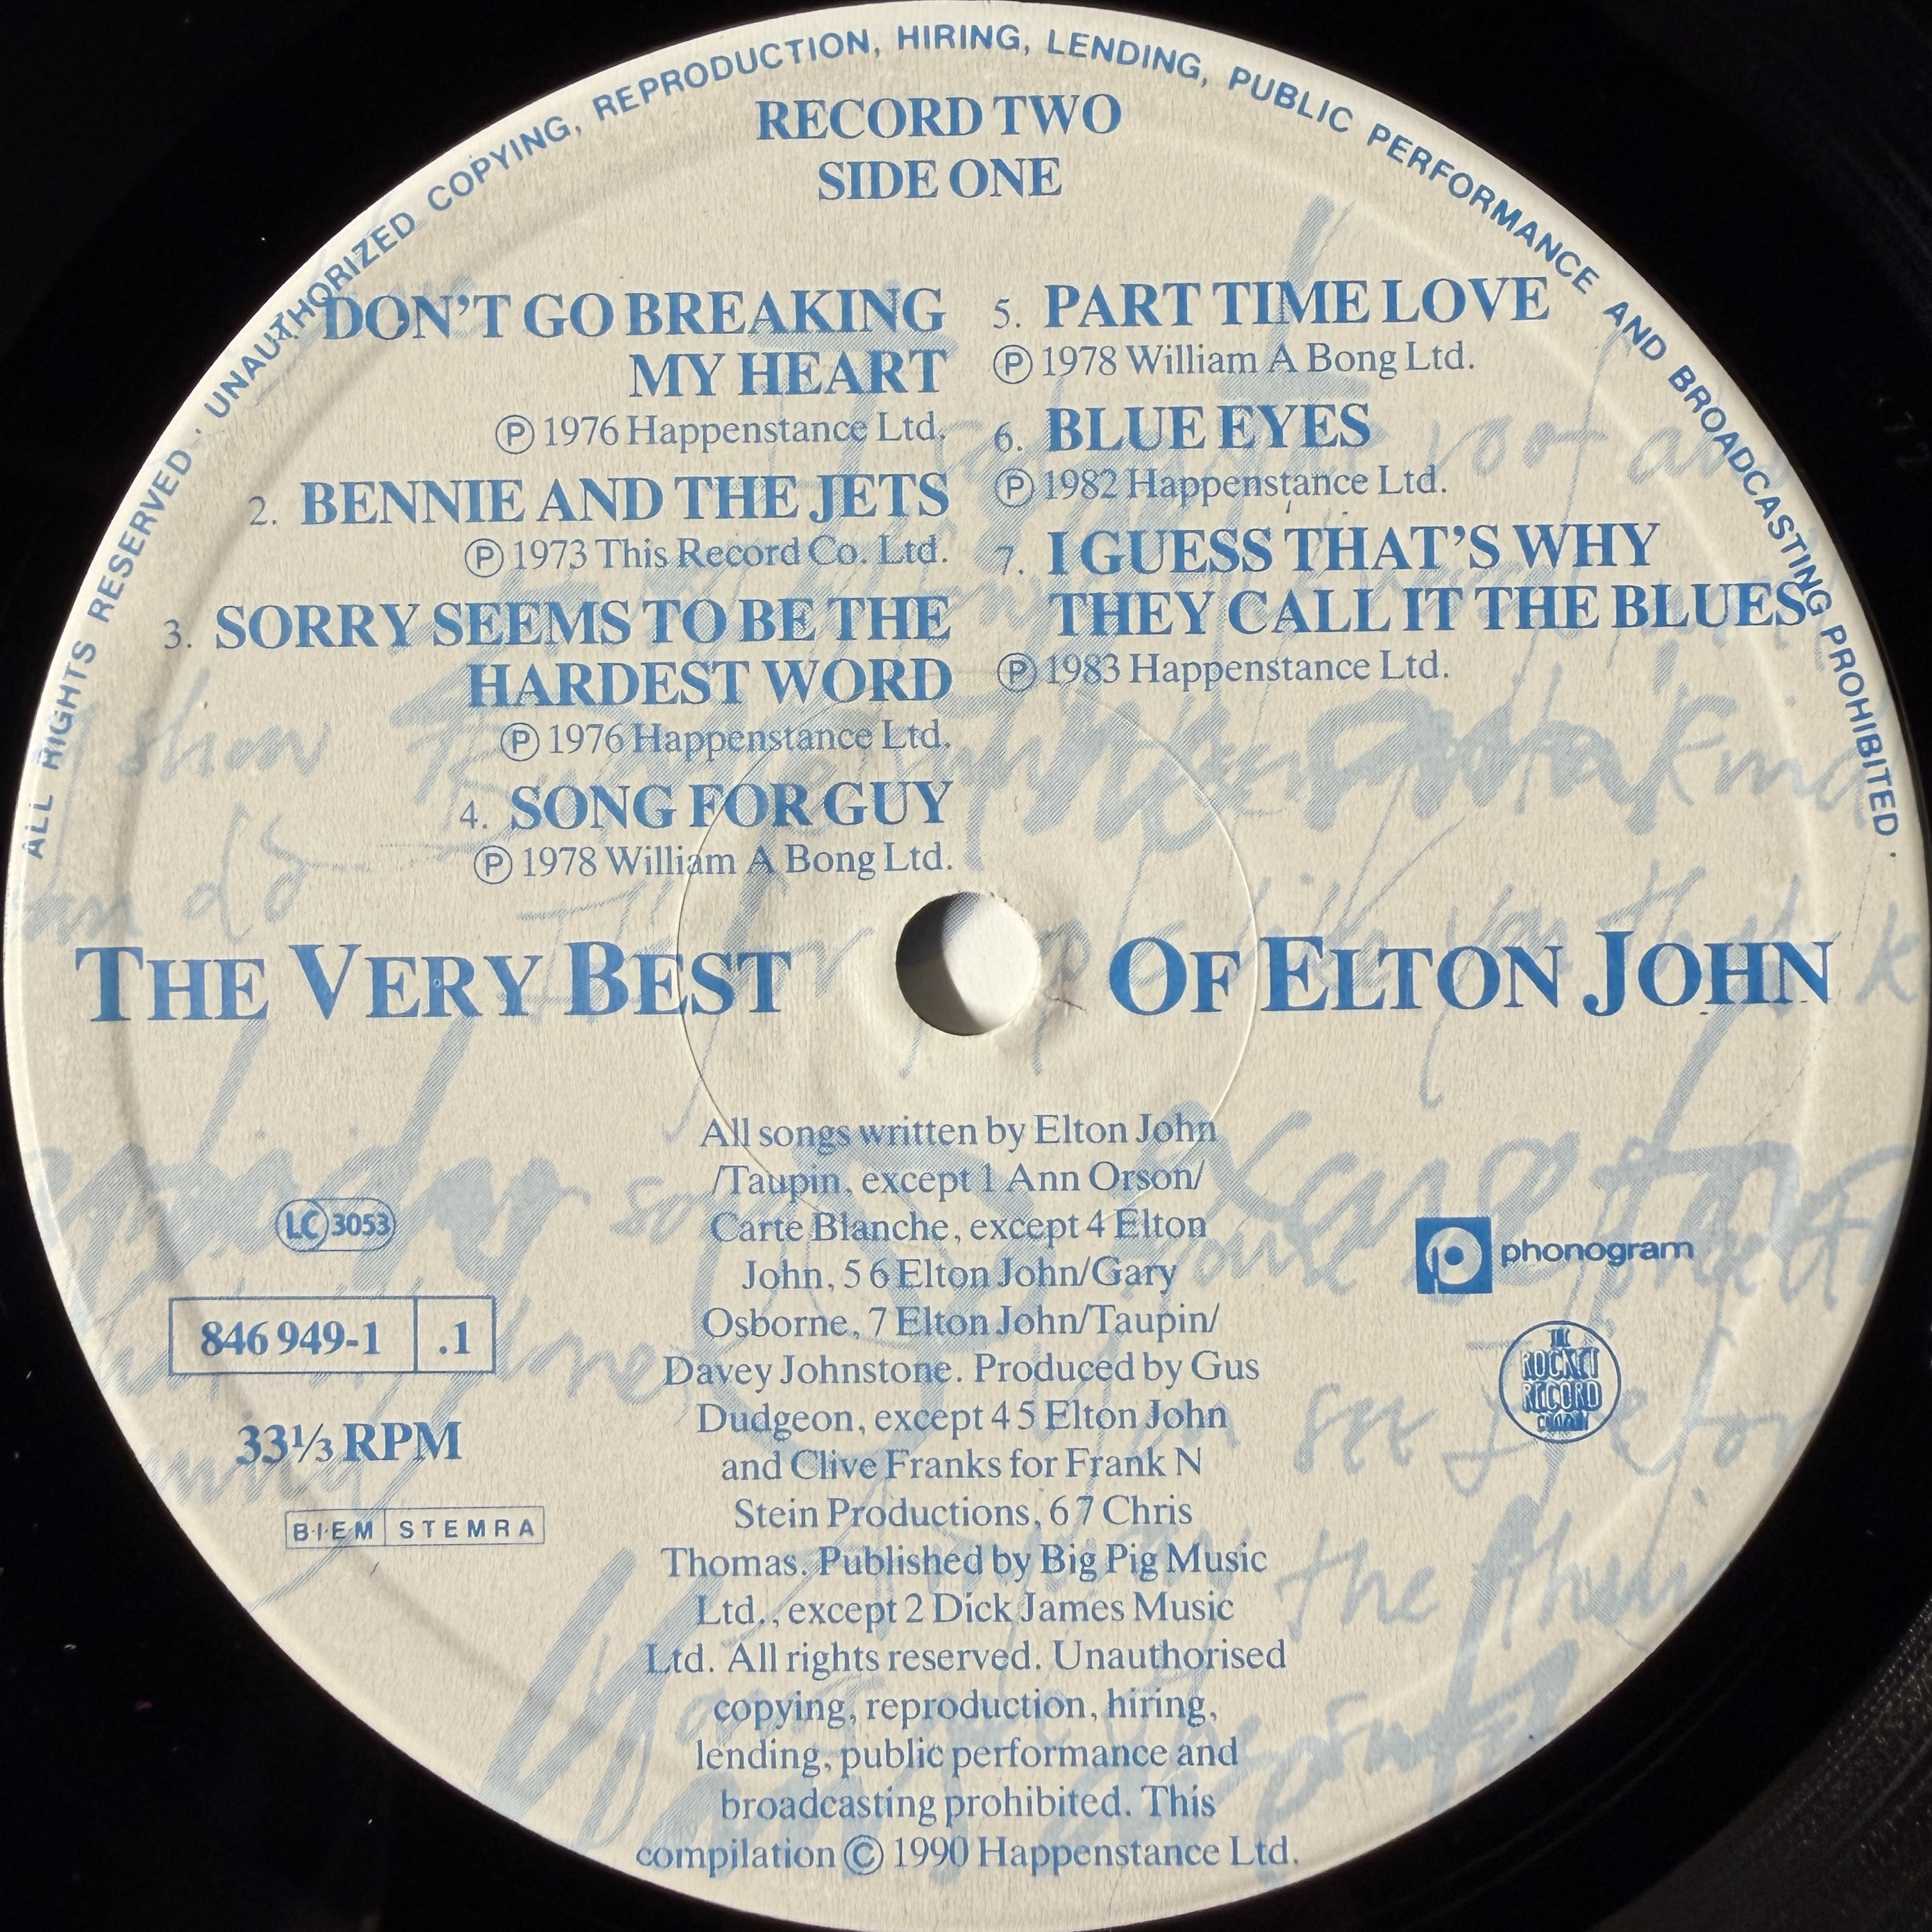 ALL RIGHTS RESERVED · UNAUTHORIZED COPYING, REPRODUCTION, HIRING, LENDING, PUBLIC PERFORMANCE AND BROADCASTING PROHIBITED ·
RECORD TWO
SIDE ONE
DON'T GO BREAKING
MY HEART
Ⓟ 1976 Happenstance Ltd.
2. BENNIE AND THE JETS
Ⓟ 1973 This Record Co. Ltd.
3. SORRY SEEMS TO BE THE
HARDEST WORD
Ⓟ 1976 Happenstance Ltd.
4. SONG FOR GUY
Ⓟ 1978 William A Bong Ltd.
5. PART TIME LOVE
Ⓟ 1978 William A Bong Ltd.
6. BLUE EYES
Ⓟ 1982 Happenstance Ltd.
7. I GUESS THAT'S WHY
THEY CALL IT THE BLUES
Ⓟ 1983 Happenstance Ltd.
THE VERY BEST OF ELTON JOHN
All songs written by Elton John
/Taupin, except 1 Ann Orson/
Carte Blanche, except 4 Elton
John, 5 6 Elton John/Gary
Osborne, 7 Elton John/Taupin/
Davey Johnstone. Produced by Gus
Dudgeon, except 4 5 Elton John
and Clive Franks for Frank N
Stein Productions, 6 7 Chris
Thomas. Published by Big Pig Music
Ltd., except 2 Dick James Music
Ltd. All rights reserved. Unauthorised
copying, reproduction, hiring,
lending, public performance and
broadcasting prohibited. This
compilation © 1990 Happenstance Ltd.
LC 3053
846 949-1 .1
33⅓ RPM
BIEM STEMRA
phonogram
THE
ROCKET
RECORD
COMPANY
show
do
see
the